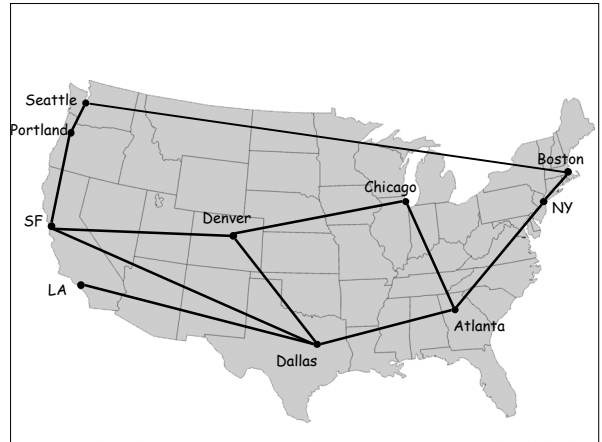 Seattle
Portland
Boston
Chicago
NY
Denver
SF
LA
Atlanta
Dallas